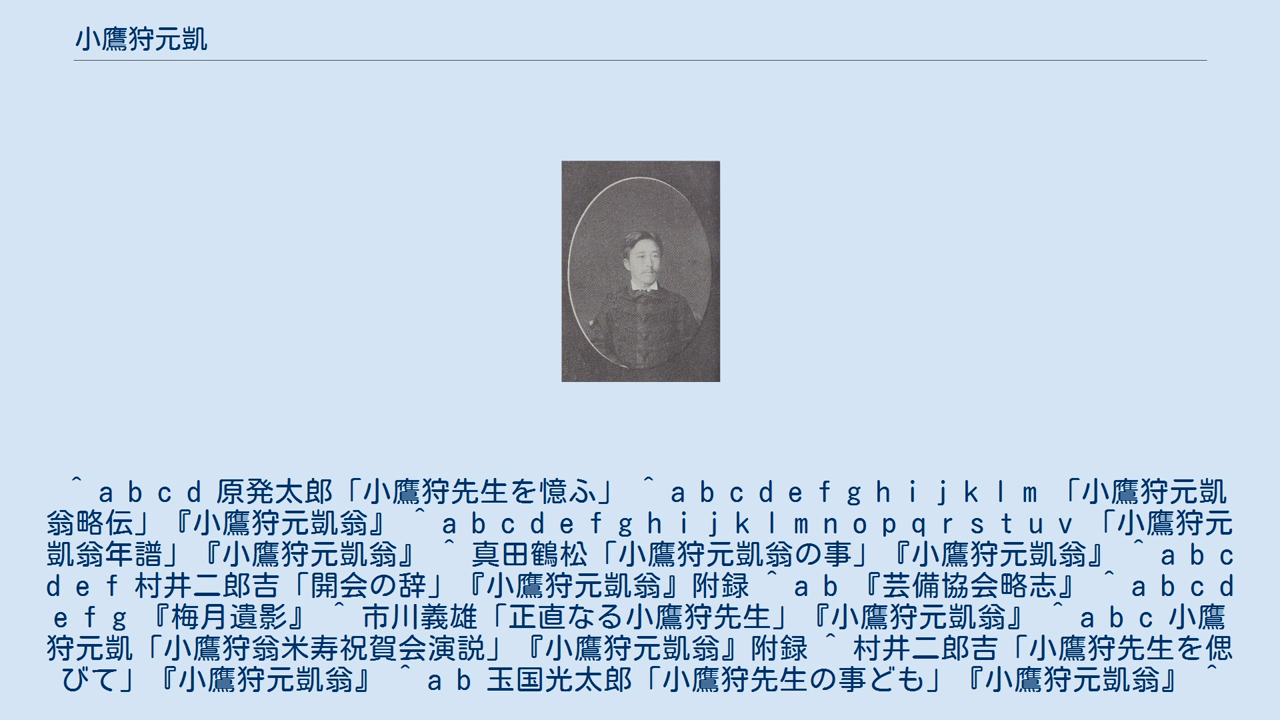 小鷹狩元凱
^ a b c d 原発太郎「小鷹狩先生を憶ふ」 ^ a b c d e f g h i j k l m 「小鷹狩元凱
翁略伝」『小鷹狩元凱翁』 ^ a b c d e f g h i j k l m n o p q r s t u v 「小鷹狩元
凱翁年譜」『小鷹狩元凱翁』 ^ 真田鶴松「小鷹狩元凱翁の事」『小鷹狩元凱翁』 ^ a b c
d e f 村井二郎吉「開会の辞」『小鷹狩元凱翁』附録 ^ a b 『芸備協会略志』 ^ a b c d
e f g 『梅月遺影』 ^ 市川義雄「正直なる小鷹狩先生」『小鷹狩元凱翁』 ^ a b c 小鷹
狩元凱「小鷹狩翁米寿祝賀会演説」『小鷹狩元凱翁』附録 ^ 村井二郎吉「小鷹狩先生を偲
びて」『小鷹狩元凱翁』 ^ a b 玉国光太郎「小鷹狩先生の事ども」『小鷹狩元凱翁』 ^